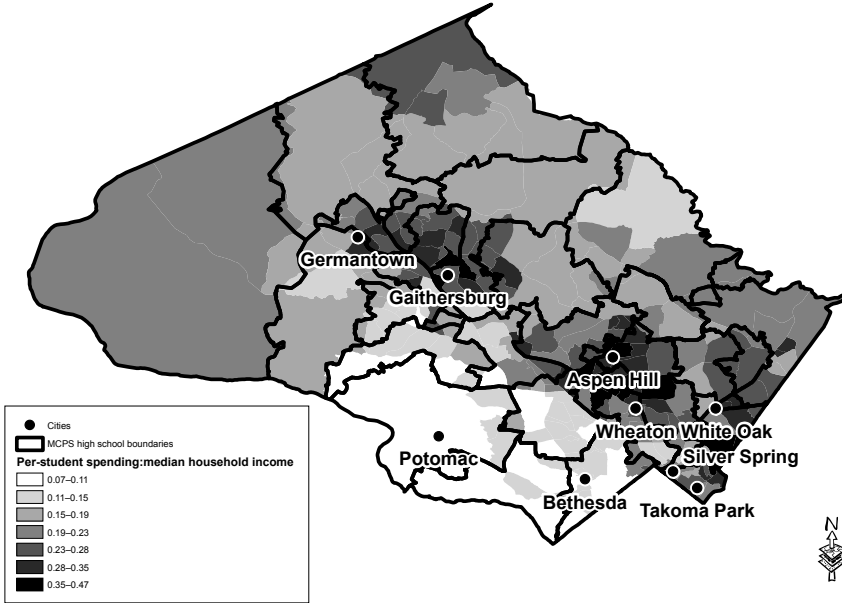 Germantown
Gaithersburg
Aspen Hill
Wheaton White Oak
Silver Spring
Potomac
Bethesda
Takoma Park
Cities
MCPS high school boundaries
Per-student spending:median household income
0.07–0.11
0.11–0.15
0.15–0.19
0.19–0.23
0.23–0.28
0.28–0.35
0.35–0.47
N